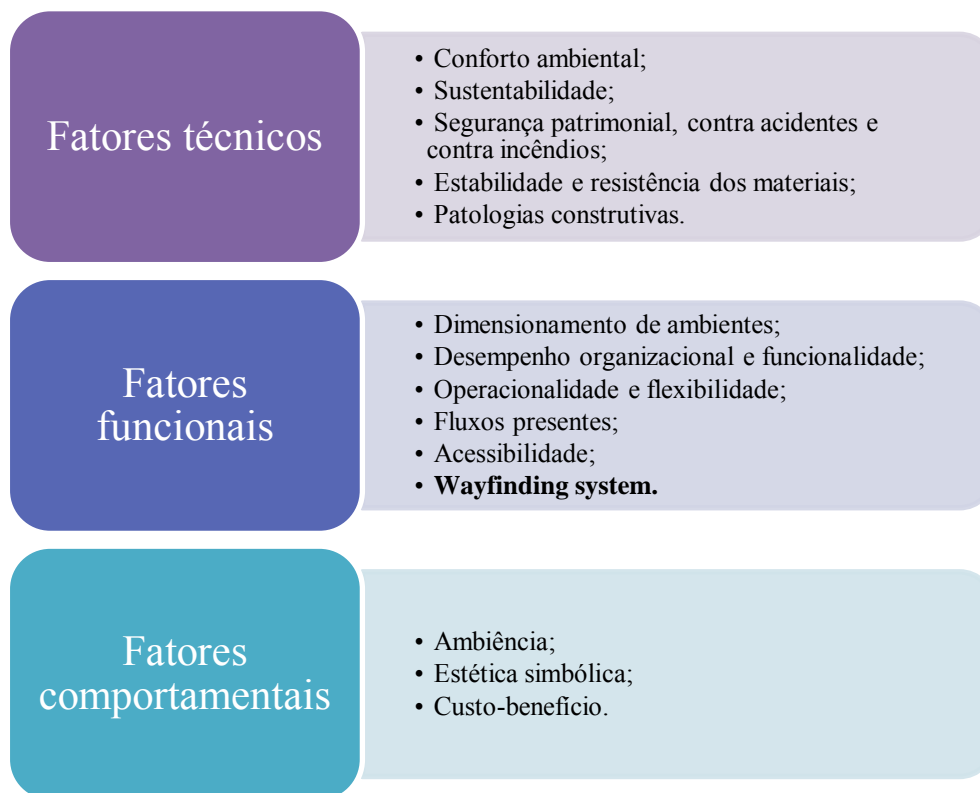 Fatores técnicos
• Conforto ambiental;
• Sustentabilidade;
• Segurança patrimonial, contra acidentes e
contra incêndios;
• Estabilidade e resistência dos materiais;
• Patologias construtivas.
Fatores
funcionais
• Dimensionamento de ambientes;
• Desempenho organizacional e funcionalidade;
• Operacionalidade e flexibilidade;
• Fluxos presentes;
• Acessibilidade;
• Wayfinding system.
Fatores
comportamentais
• Ambiência;
• Estética simbólica;
• Custo-benefício.